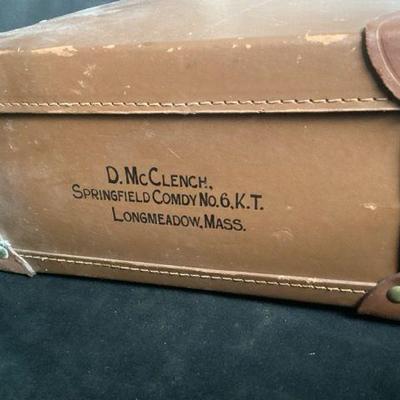 D. McClench,
Springfield Comdy No. 6, K.T.
Longmeadow, Mass.